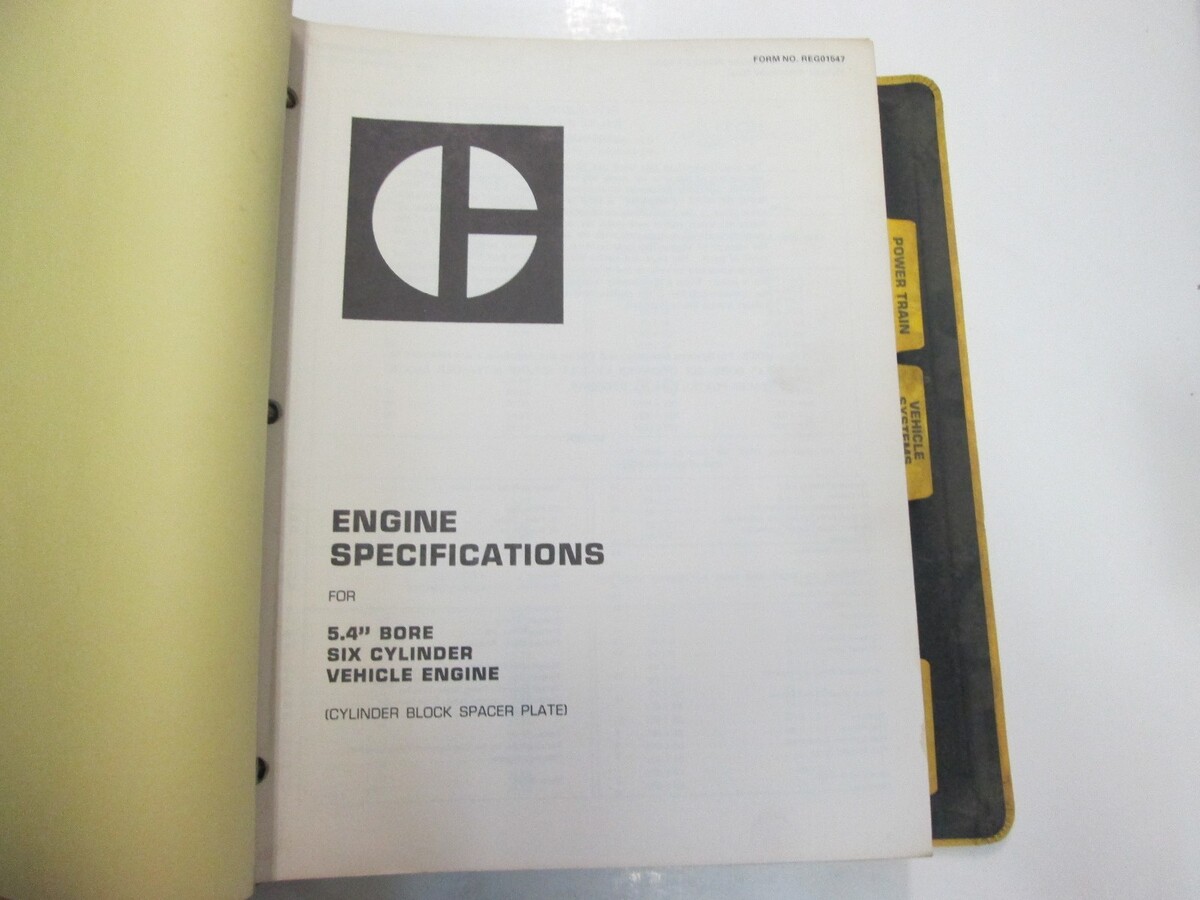 FORM NO. REG01547
ENGINE
SPECIFICATIONS
FOR
5.4" BORE
SIX CYLINDER
VEHICLE ENGINE
(CYLINDER BLOCK SPACER PLATE)
POWER TRAIN
VEHICLE
SYSTEMS